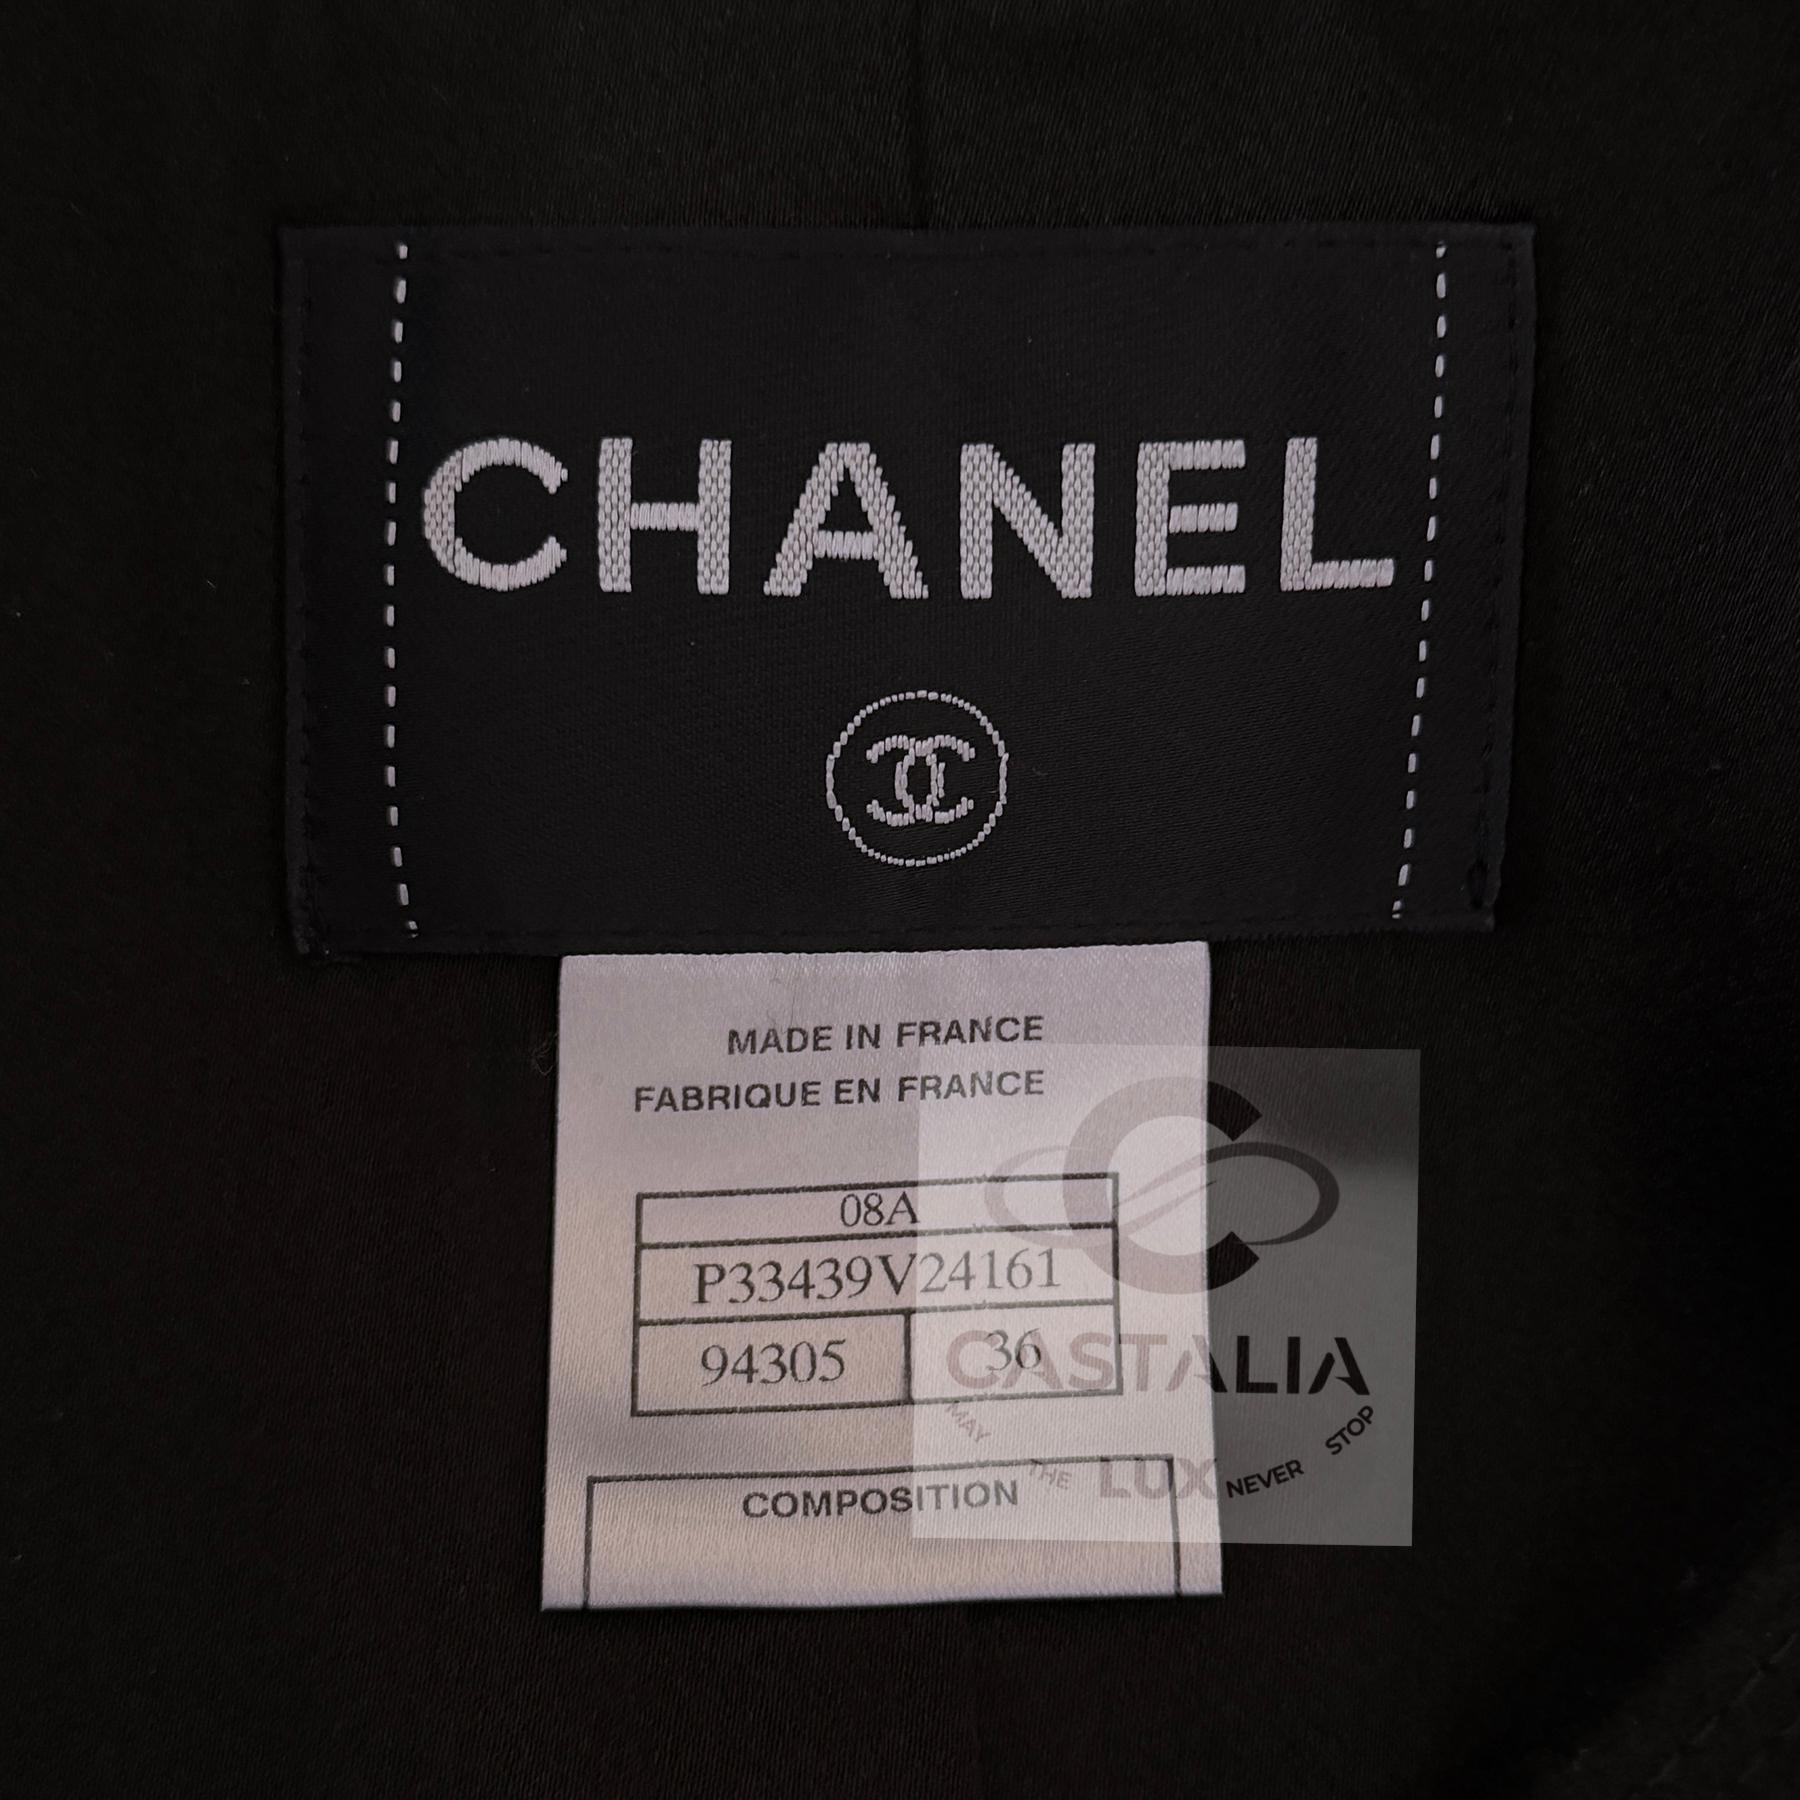 CHANEL
MADE IN FRANCE
FABRIQUE EN FRANCE
08A
P33439V24161
94305 36
COMPOSITION
CASTALIA
MAY THE LUX NEVER STOP